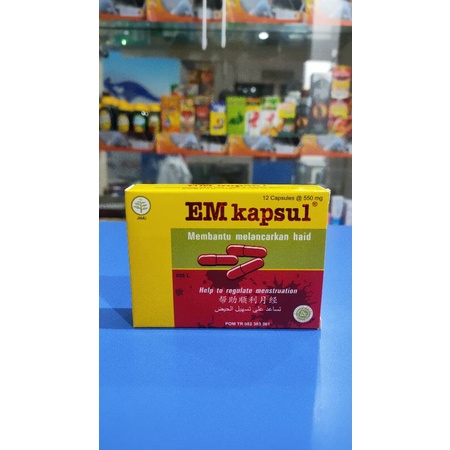 12 Capsules @ 550 mg
JAMU
EM kapsul®
Membantu melancarkan haid
Help to regulate menstruation
帮助顺利月经
تساعد على تسهيل الحيض